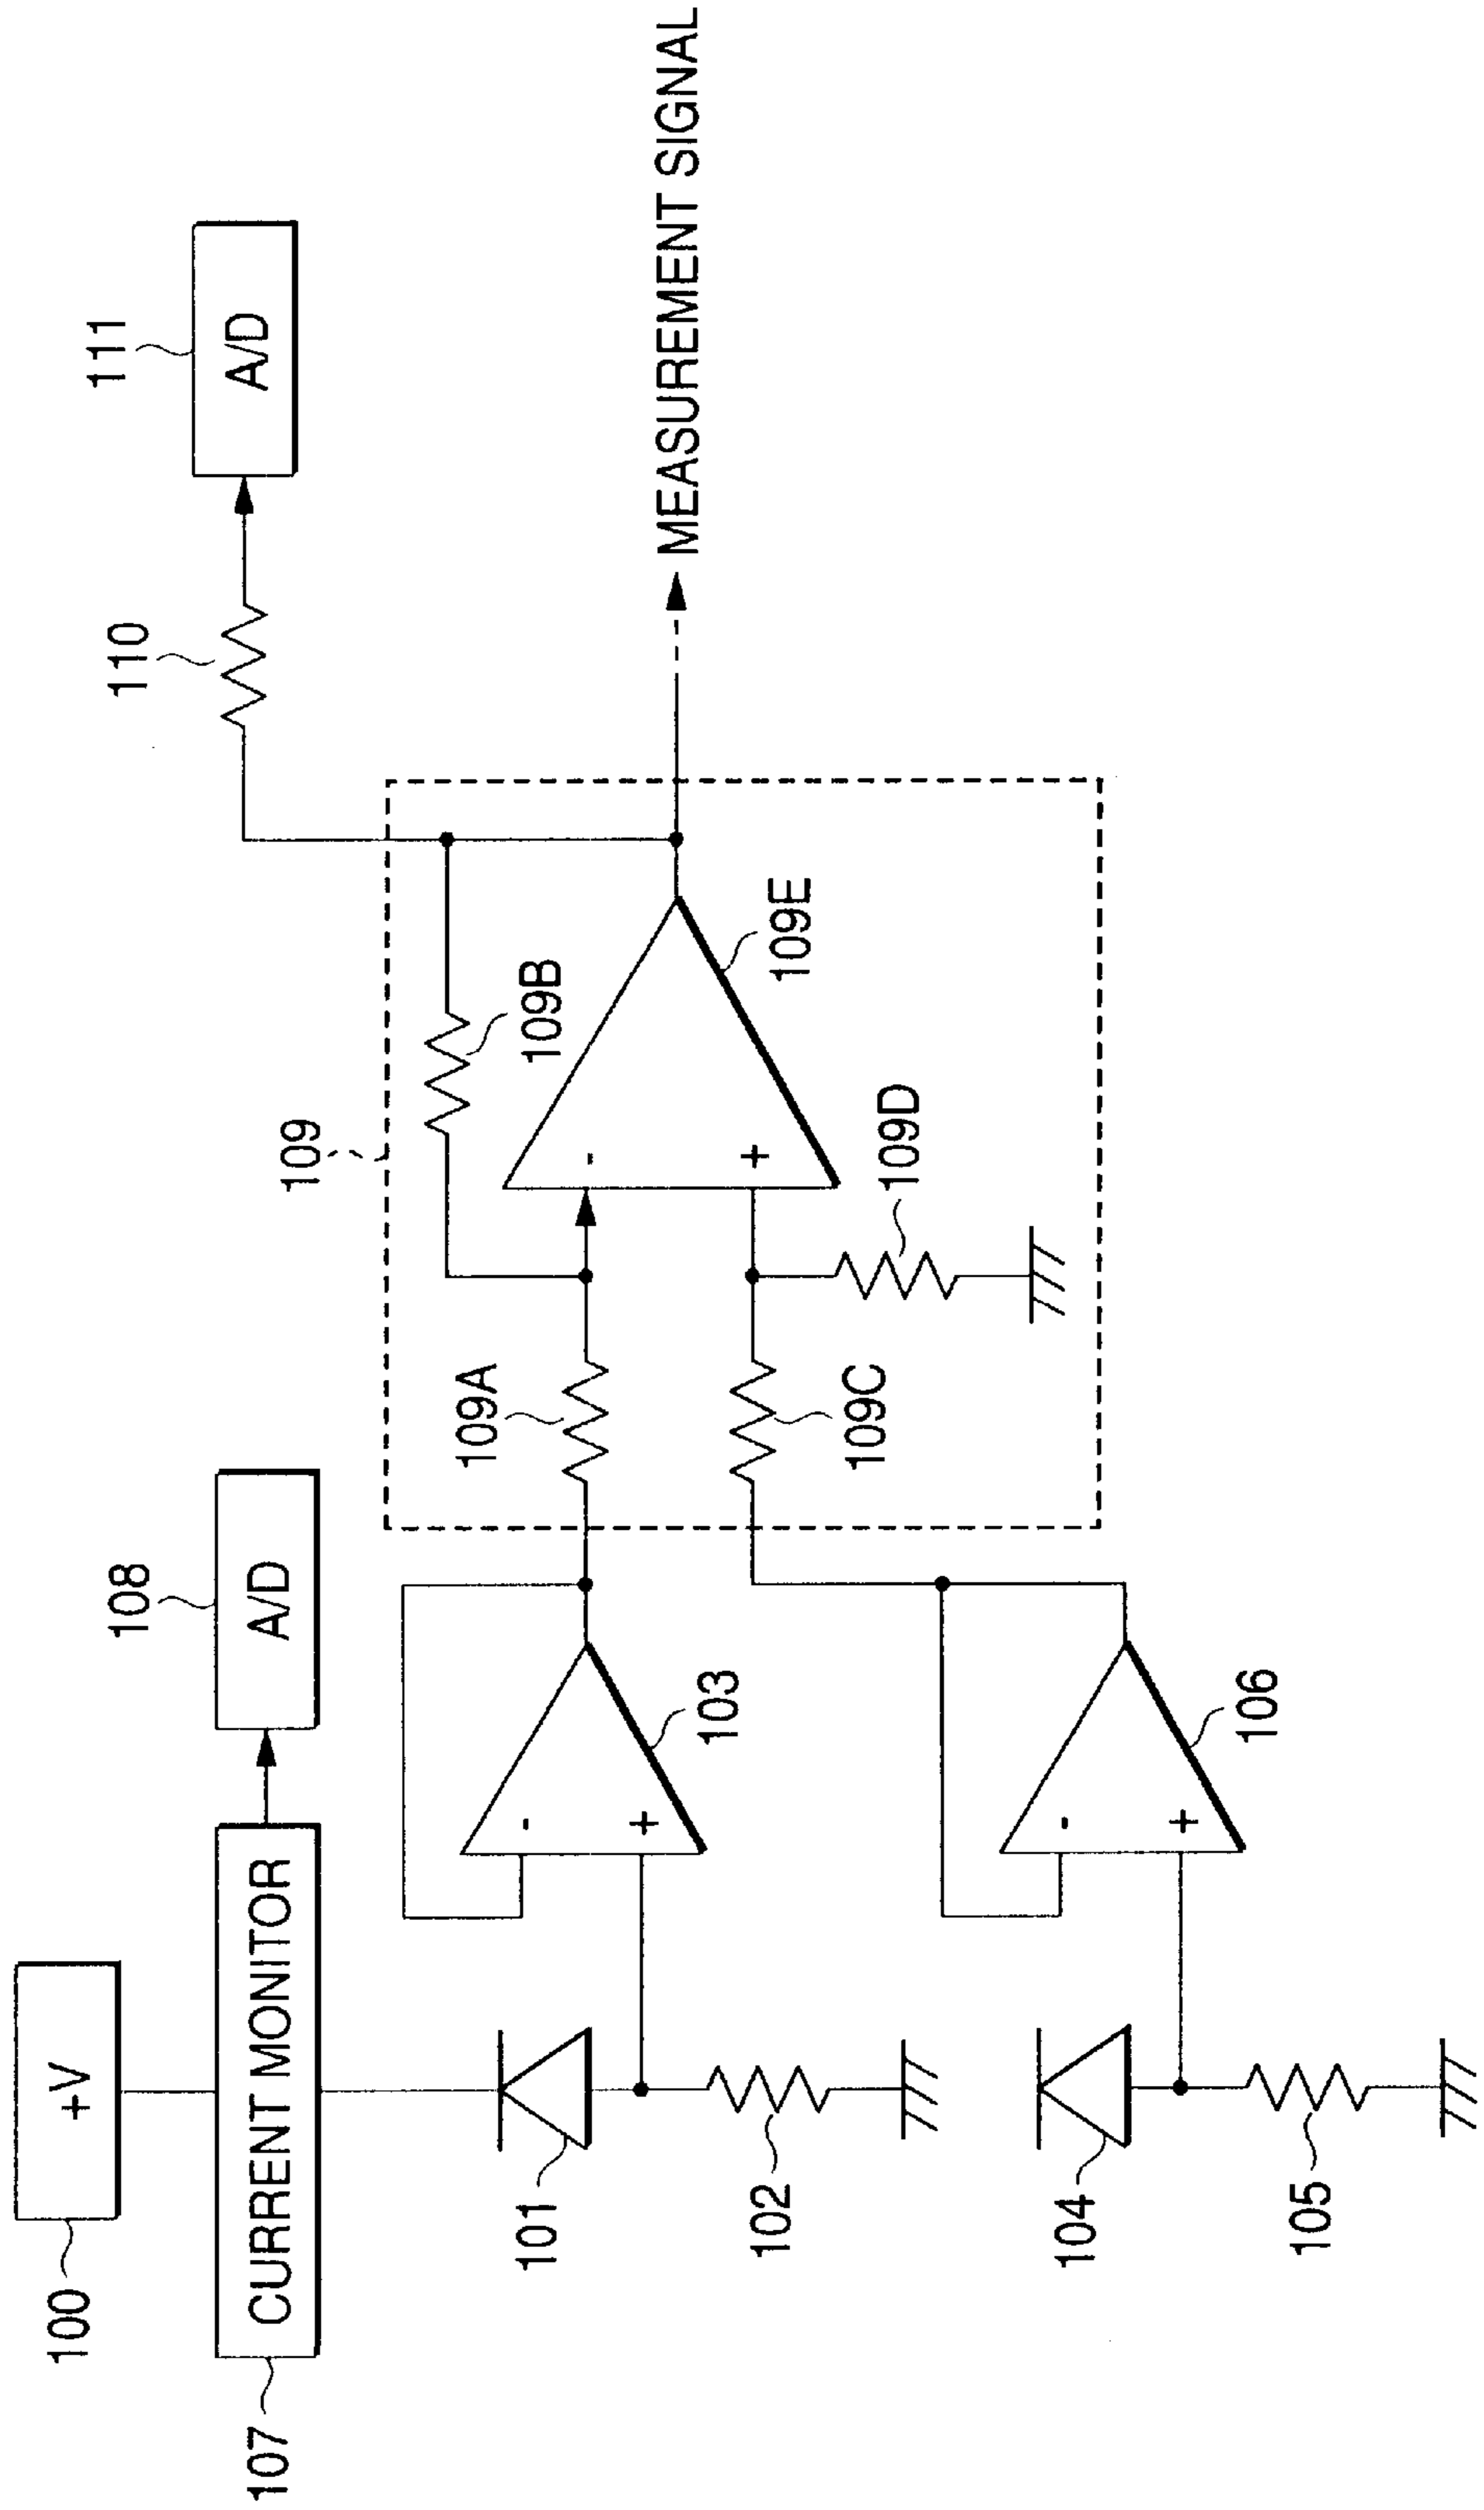 100
+V
107
CURRENT MONITOR
108
A/D
110
111
A/D
109
109A
109B
-
+
109E
109C
109D
MEASUREMENT SIGNAL
101
102
-
+
103
104
105
-
+
106